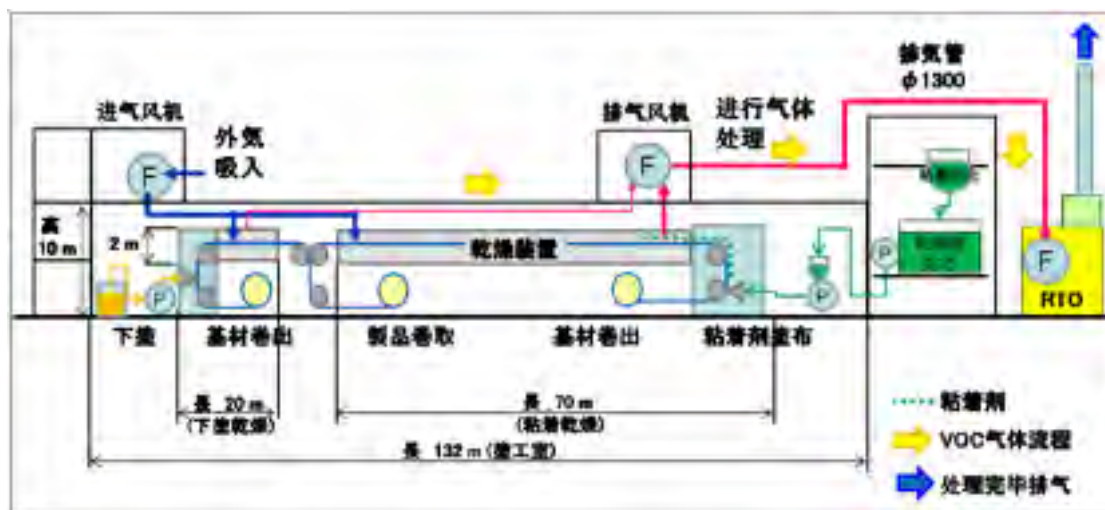 排気管
φ1300
进气风机
排气风机
进行气体
处理
外気
吸入
F
F
高
10 m
2 m
乾燥装置
P
P
P
F
RTO
下塗
基材巻出
製品巻取
基材巻出
粘着剤塗布
長 20 m
(下塗乾燥)
長 70 m
(粘着乾燥)
長 132 m (塗工室)
粘着剤
VOC气体流程
处理完毕排气